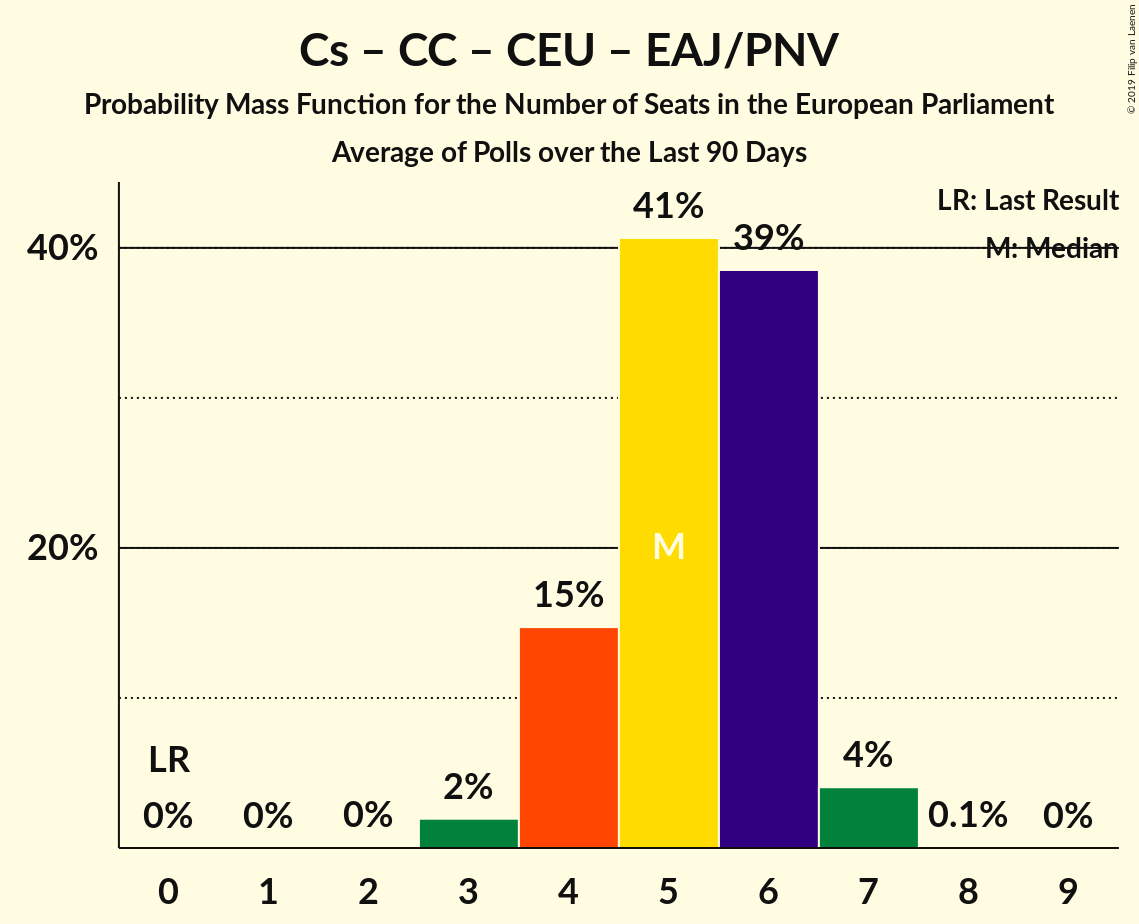 Cs – CC – CEU – EAJ/PNV
Probability Mass Function for the Number of Seats in the European Parliament
Average of Polls over the Last 90 Days
© 2019 Filip van Laenen
LR: Last Result
M: Median
40%
20%
41%
39%
M
15%
LR
0%
0%
0%
2%
4%
0.1%
0%
0 1 2 3 4 5 6 7 8 9